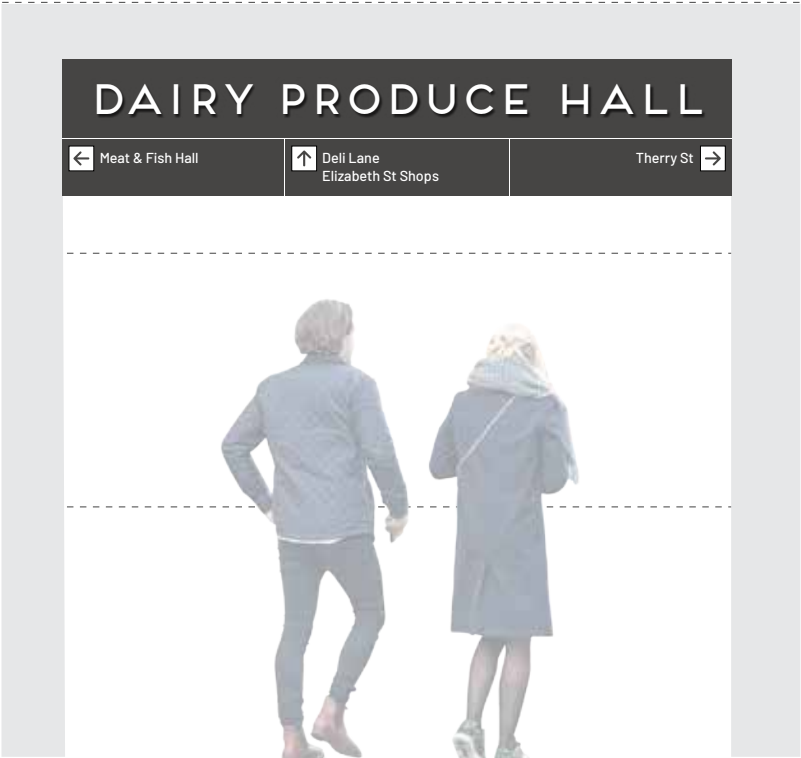 DAIRY PRODUCE HALL
Meat & Fish Hall
Deli Lane
Elizabeth St Shops
Therry St